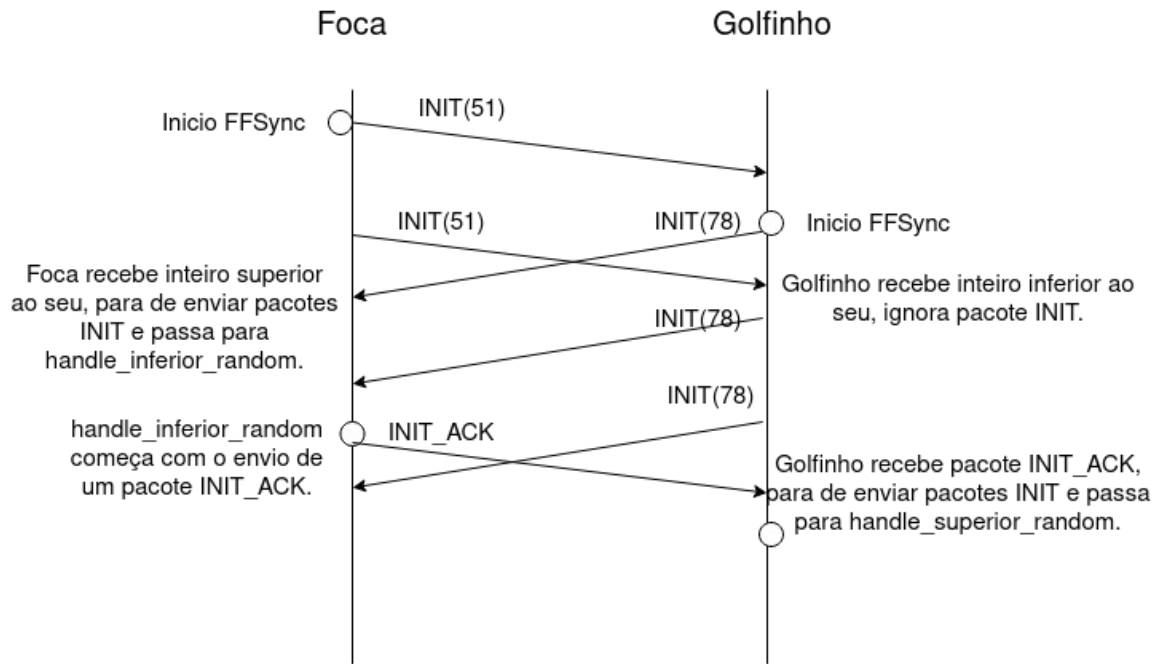 Foca
Golfinho
INIT(51)
Inicio FFSync
INIT(51)
INIT(78)
Inicio FFSync
Foca recebe inteiro superior
ao seu, para de enviar pacotes
INIT e passa para
handle_inferior_random.
Golfinho recebe inteiro inferior ao
seu, ignora pacote INIT.
INIT(78)
INIT(78)
handle_inferior_random
começa com o envio de
um pacote INIT_ACK.
INIT_ACK
Golfinho recebe pacote INIT_ACK,
para de enviar pacotes INIT e passa
para handle_superior_random.